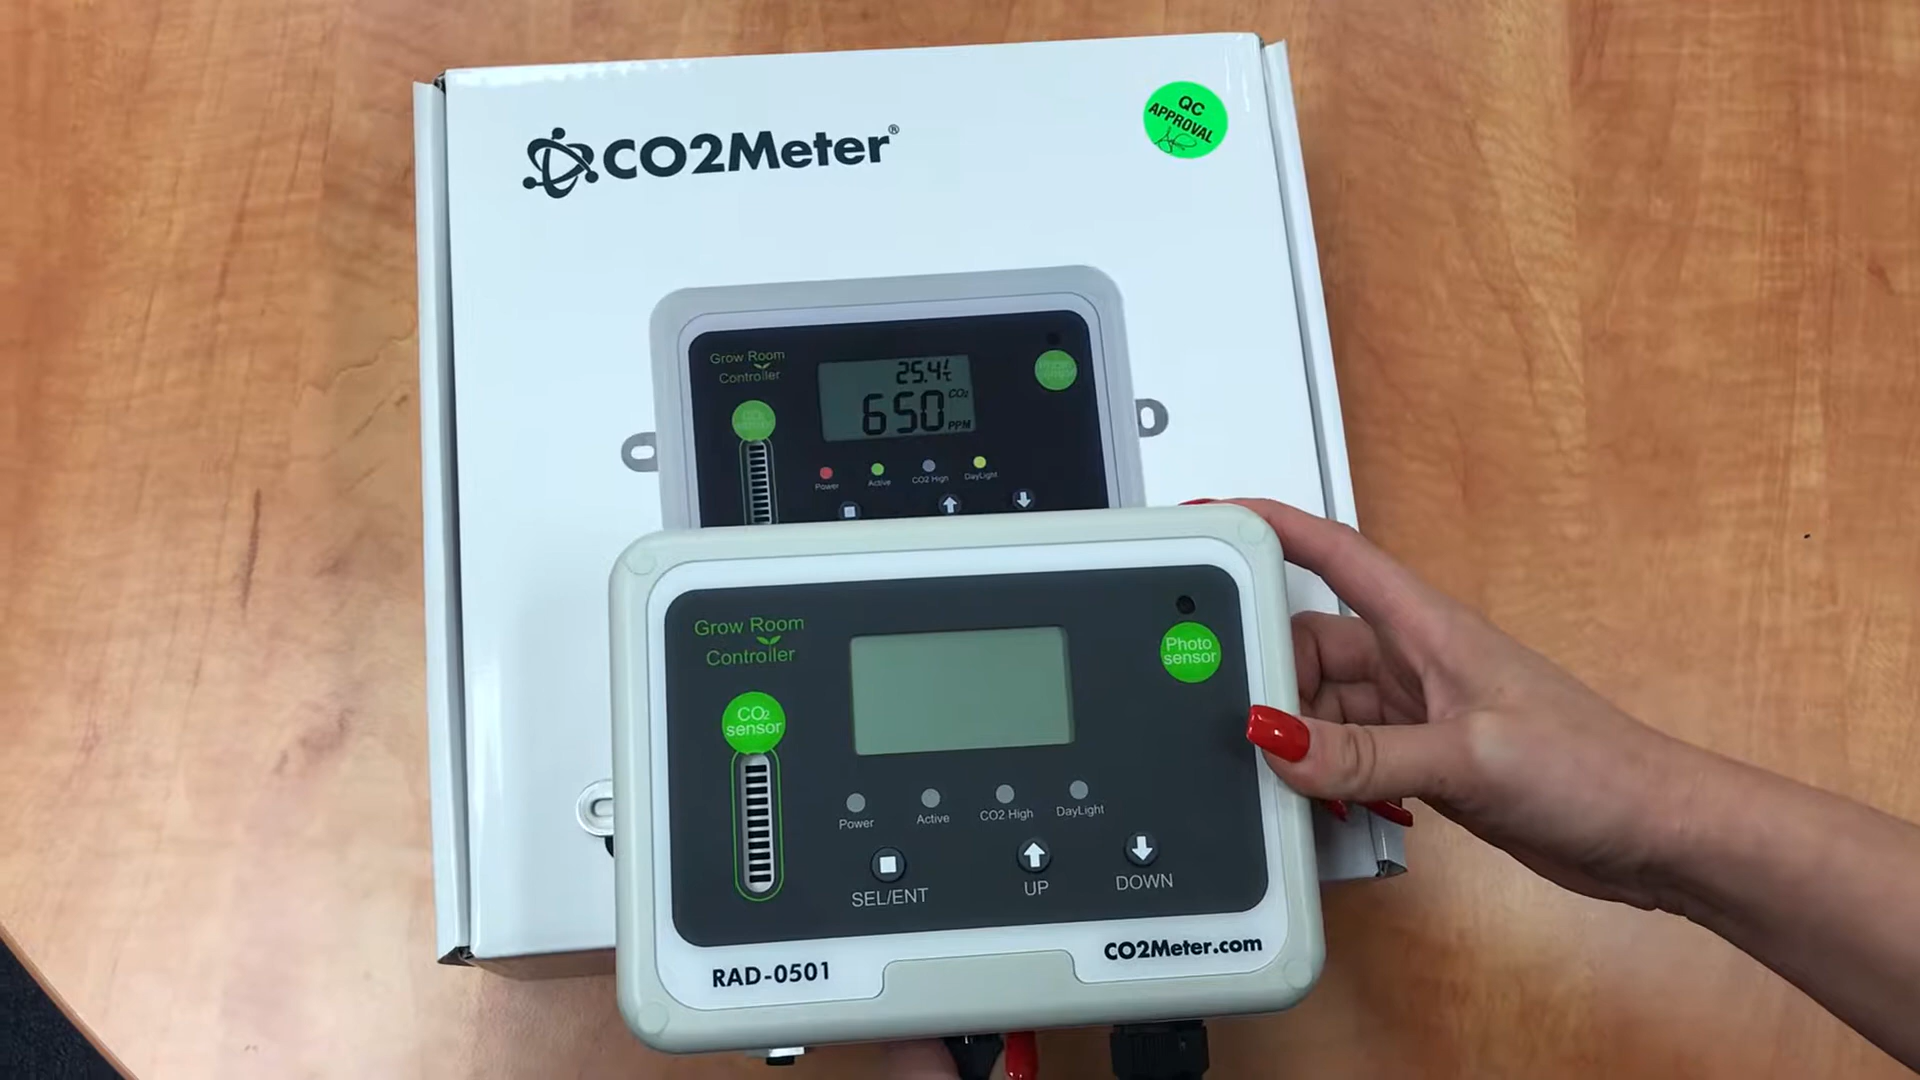 CO2Meter®
QC
APPROVAL
Grow Room
Controller
25.4
650 CO2
PPM
Power
Active
CO2 High
DayLight
Grow Room
Controller
Photo
sensor
CO2
sensor
Power
Active
CO2 High
DayLight
SEL/ENT
UP
DOWN
RAD-0501
CO2Meter.com